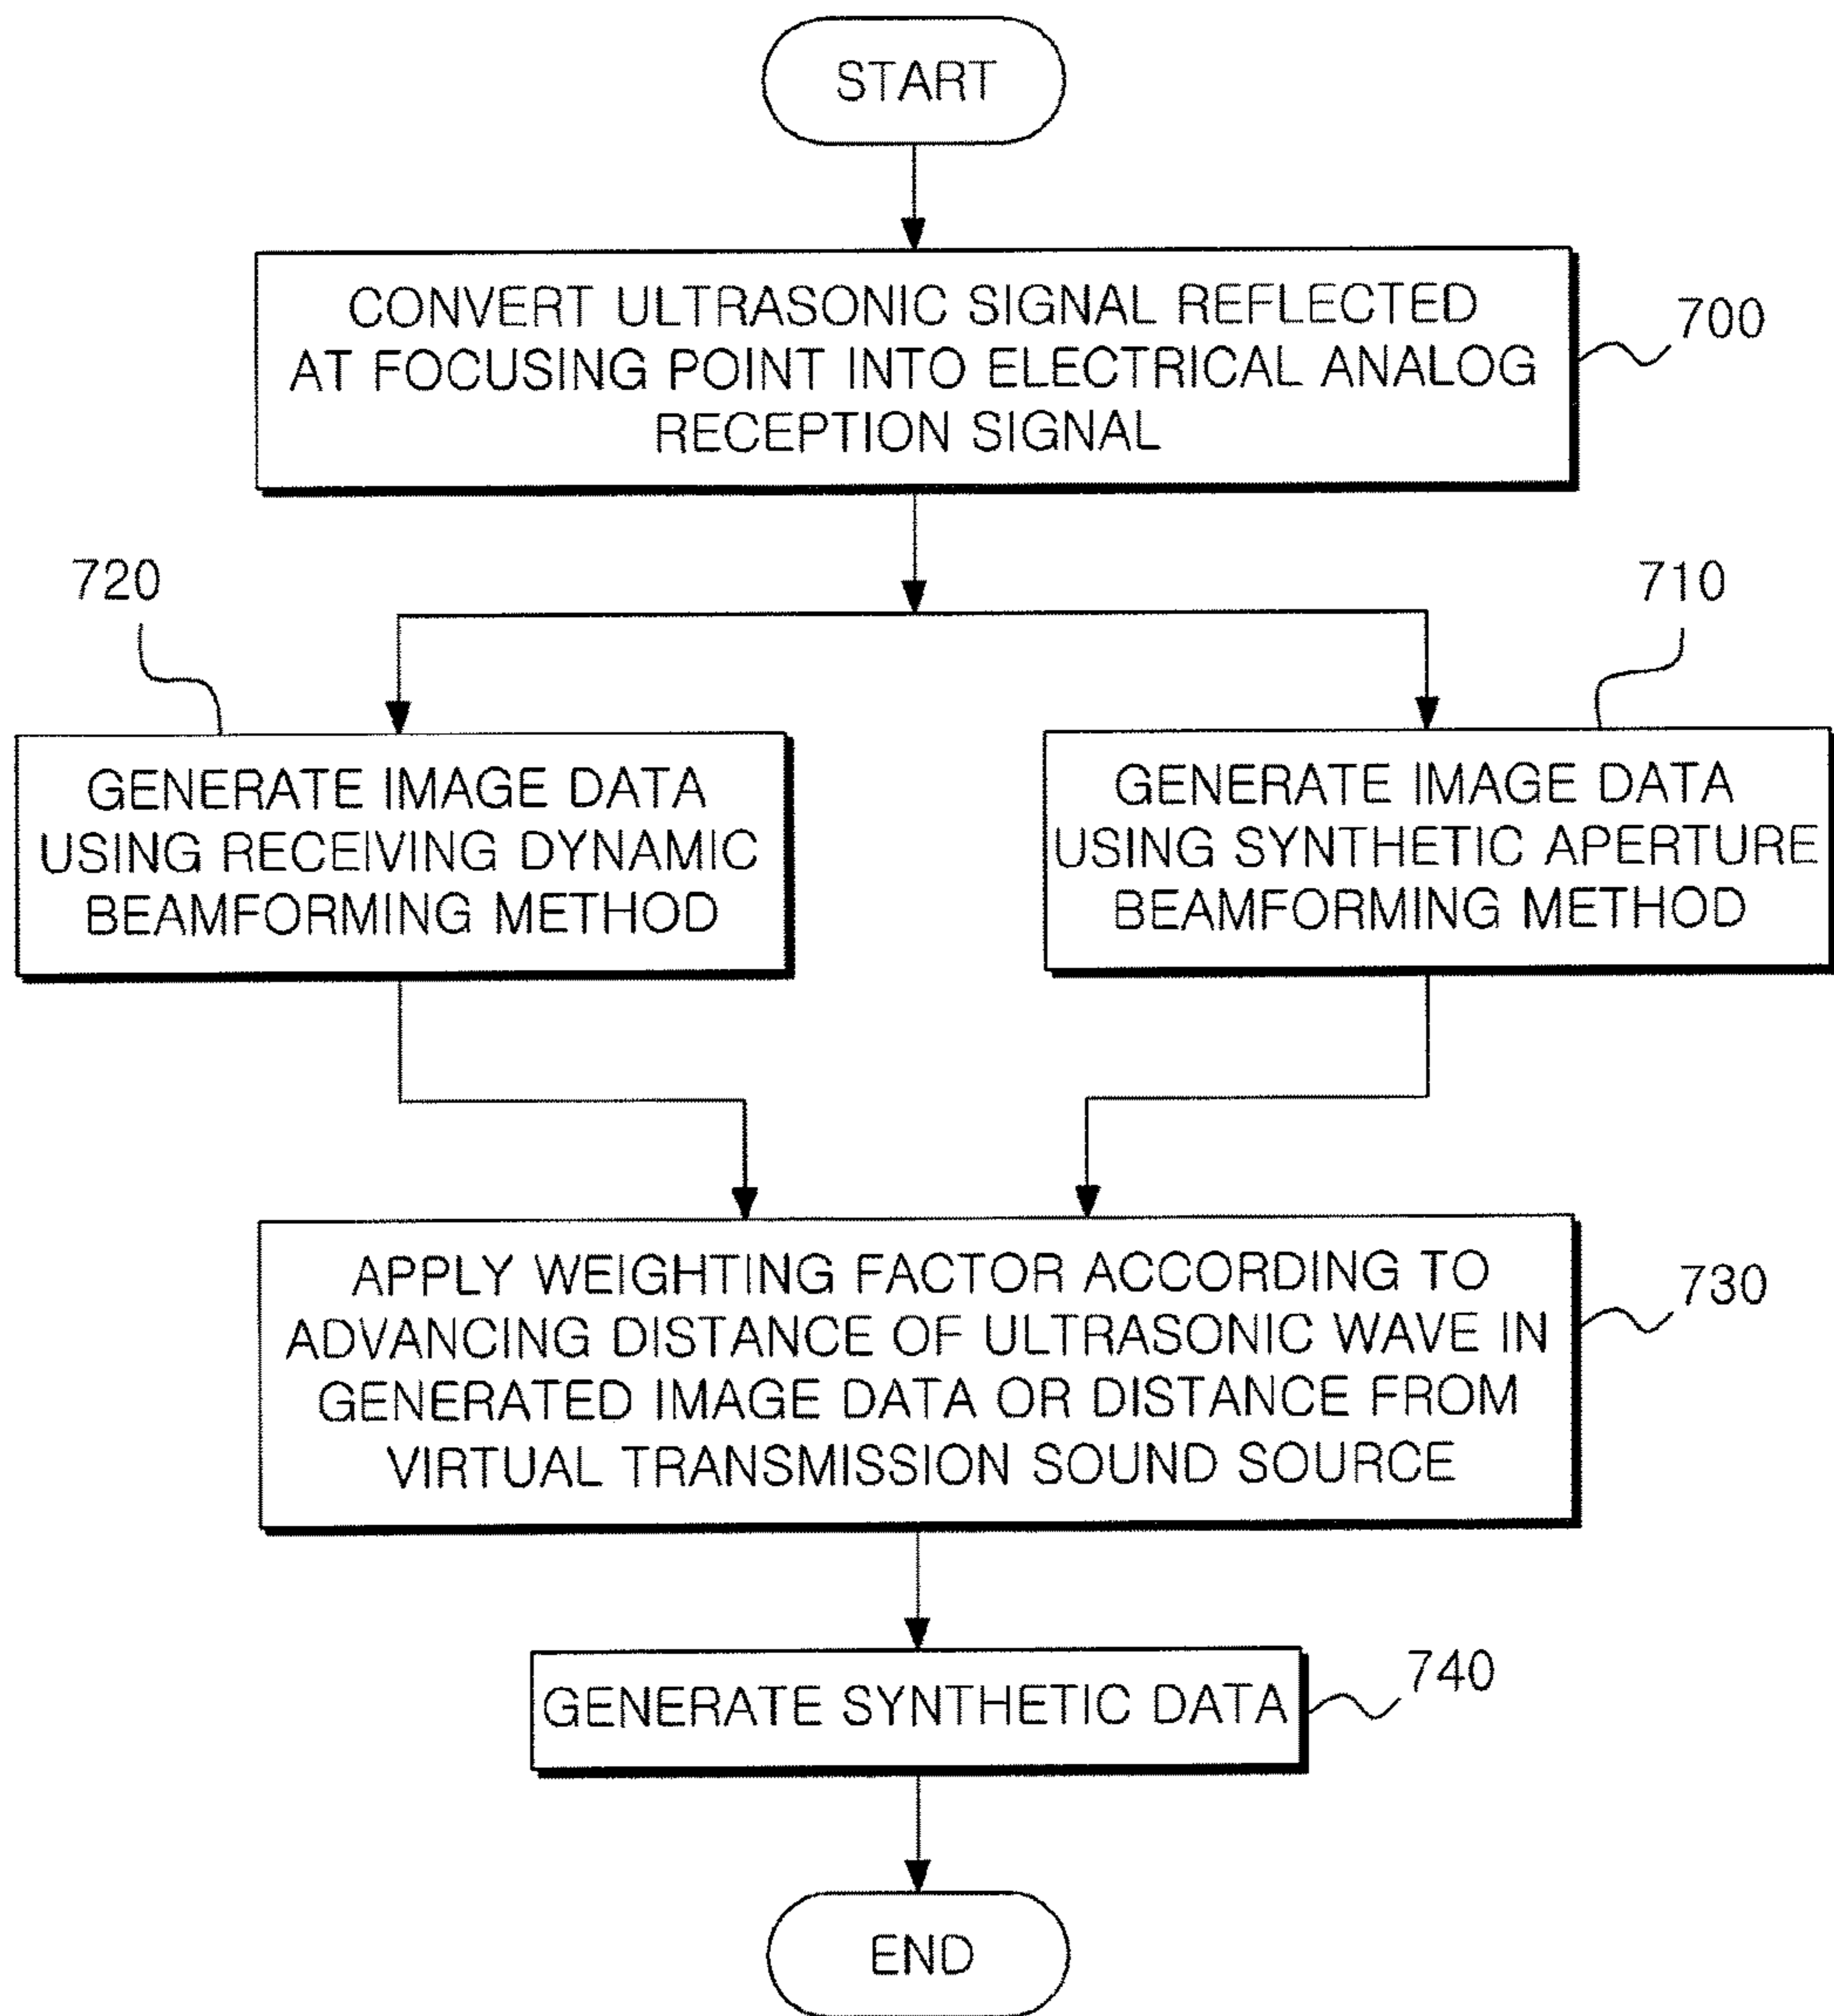 START
CONVERT ULTRASONIC SIGNAL REFLECTED
AT FOCUSING POINT INTO ELECTRICAL ANALOG
RECEPTION SIGNAL
700
720
GENERATE IMAGE DATA
USING RECEIVING DYNAMIC
BEAMFORMING METHOD
710
GENERATE IMAGE DATA
USING SYNTHETIC APERTURE
BEAMFORMING METHOD
APPLY WEIGHTING FACTOR ACCORDING TO
ADVANCING DISTANCE OF ULTRASONIC WAVE IN
GENERATED IMAGE DATA OR DISTANCE FROM
VIRTUAL TRANSMISSION SOUND SOURCE
730
GENERATE SYNTHETIC DATA
740
END